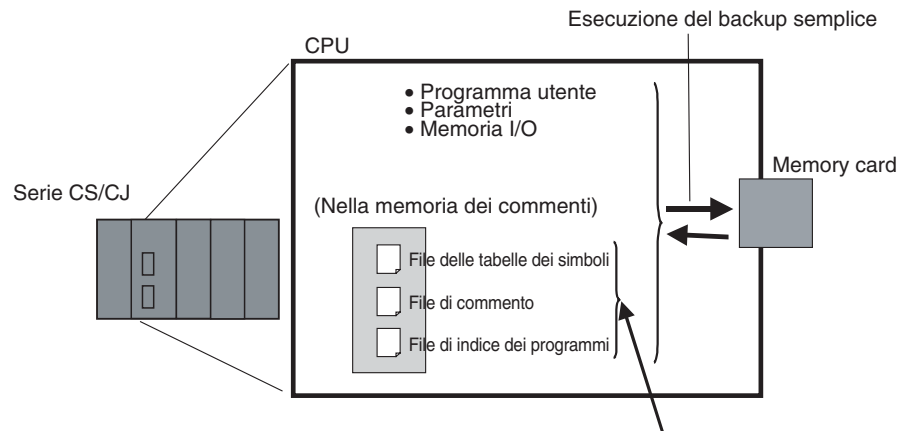 Esecuzione del backup semplice
CPU
• Programma utente
• Parametri
• Memoria I/O
Memory card
Serie CS/CJ
(Nella memoria dei commenti)
File delle tabelle dei simboli
File di commento
File di indice dei programmi